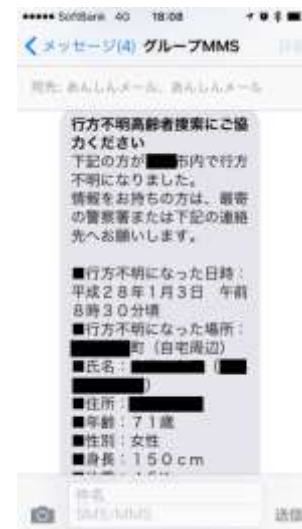 SoftBank 4G 18:08
メッセージ(4) グループMMS 詳細
宛先: あんしんメール、あんしんメール
行方不明高齢者捜索にご協
力ください
下記の方が 市内で行方
不明になりました。
情報をお持ちの方は、最寄
の警察署または下記の連絡
先へお願いします。
■行方不明になった日時：
平成２８年１月３日 午前
８時３０分頃
■行方不明になった場所：
町（自宅周辺）
■氏名： （
）
■住所：
■年齢：７１歳
■性別：女性
■身長：１５０ｃｍ
件名
SMS/MMS
送信